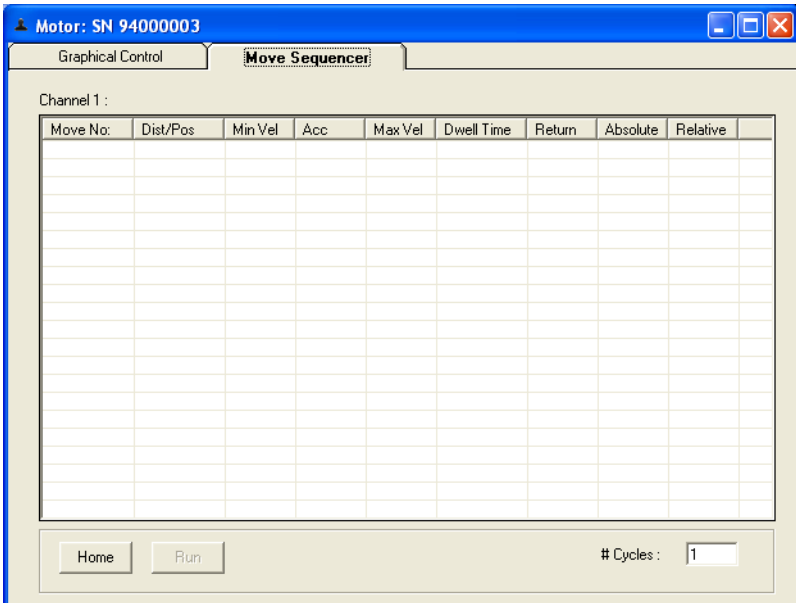 Motor: SN 94000003
Graphical Control Move Sequencer
Channel 1 :
Move No: Dist/Pos Min Vel Acc Max Vel Dwell Time Return Absolute Relative
Home Run # Cycles : 1